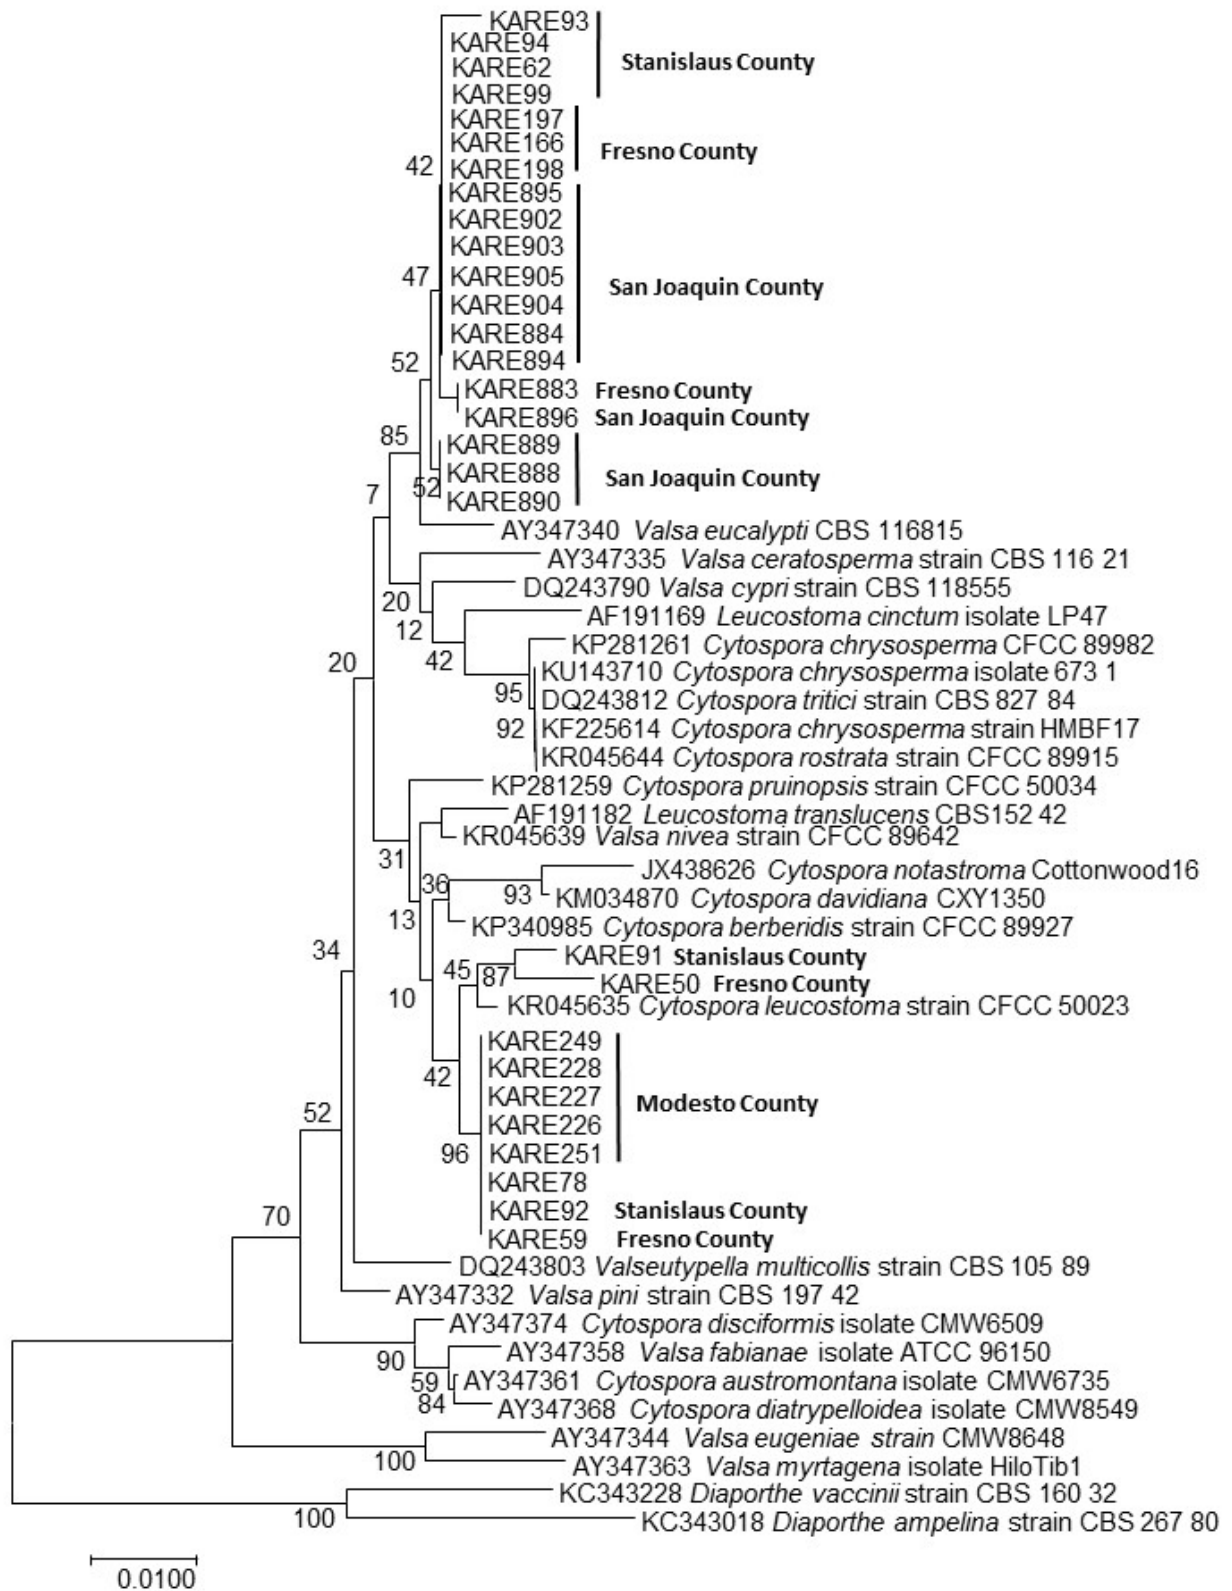 KARE93
KARE94
Stanislaus County
KARE62
KARE99
KARE197
KARE166
Fresno County
42
KARE198
KARE895
KARE902
KARE903
47
KARE905
San Joaquin County
KARE904
KARE884
52
KARE894
KARE883 Fresno County
KARE896 San Joaquin County
85
KARE889
KARE888
San Joaquin County
7
52
KARE890
AY347340 Valsa eucalypti CBS 116815
AY347335 Valsa ceratosperma strain CBS 116 21
DQ243790 Valsa cypri strain CBS 118555
20
AF191169 Leucostoma cinctum isolate LP47
12
KP281261 Cytospora chrysosperma CFCC 89982
42
20
KU143710 Cytospora chrysosperma isolate 673 1
95
DQ243812 Cytospora tritici strain CBS 827 84
92
KF225614 Cytospora chrysosperma strain HMBF17
KR045644 Cytospora rostrata strain CFCC 89915
KP281259 Cytospora pruinopsis strain CFCC 50034
AF191182 Leucostoma translucens CBS152 42
KR045639 Valsa nivea strain CFCC 89642
31
JX438626 Cytospora notastroma Cottonwood16
36
93
KM034870 Cytospora davidiana CXY1350
13
KP340985 Cytospora berberidis strain CFCC 89927
34
KARE91 Stanislaus County
45
87
KARE50 Fresno County
10
KR045635 Cytospora leucostoma strain CFCC 50023
KARE249
KARE228
42
KARE227
Modesto County
KARE226
52
96
KARE251
KARE78
KARE92 Stanislaus County
70
KARE59 Fresno County
DQ243803 Valseutypella multicollis strain CBS 105 89
AY347332 Valsa pini strain CBS 197 42
AY347374 Cytospora disciformis isolate CMW6509
90
AY347358 Valsa fabianae isolate ATCC 96150
59
AY347361 Cytospora austromontana isolate CMW6735
84
AY347368 Cytospora diatrypelloidea isolate CMW8549
AY347344 Valsa eugeniae strain CMW8648
100
AY347363 Valsa myrtagena isolate HiloTib1
KC343228 Diaporthe vaccinii strain CBS 160 32
100
KC343018 Diaporthe ampelina strain CBS 267 80
0.0100